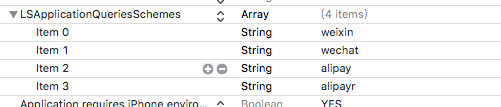 LSApplicationQueriesSchemes Array (4 items)
Item 0 String weixin
Item 1 String wechat
Item 2 String alipay
Item 3 String alipayr
Application requires iPhone enviro... Boolean YES